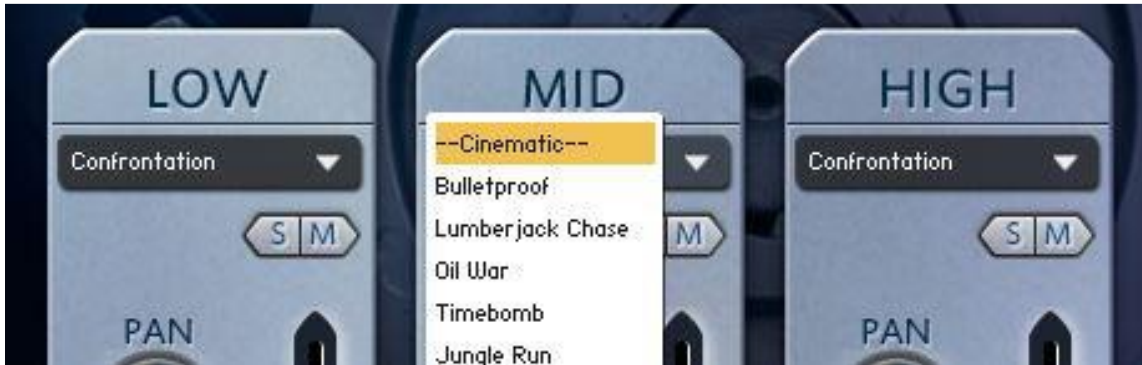 LOW
Confrontation
S M
PAN
MID
--Cinematic--
Bulletproof
Lumberjack Chase
Oil War
Timebomb
Jungle Run
M
HIGH
Confrontation
S M
PAN